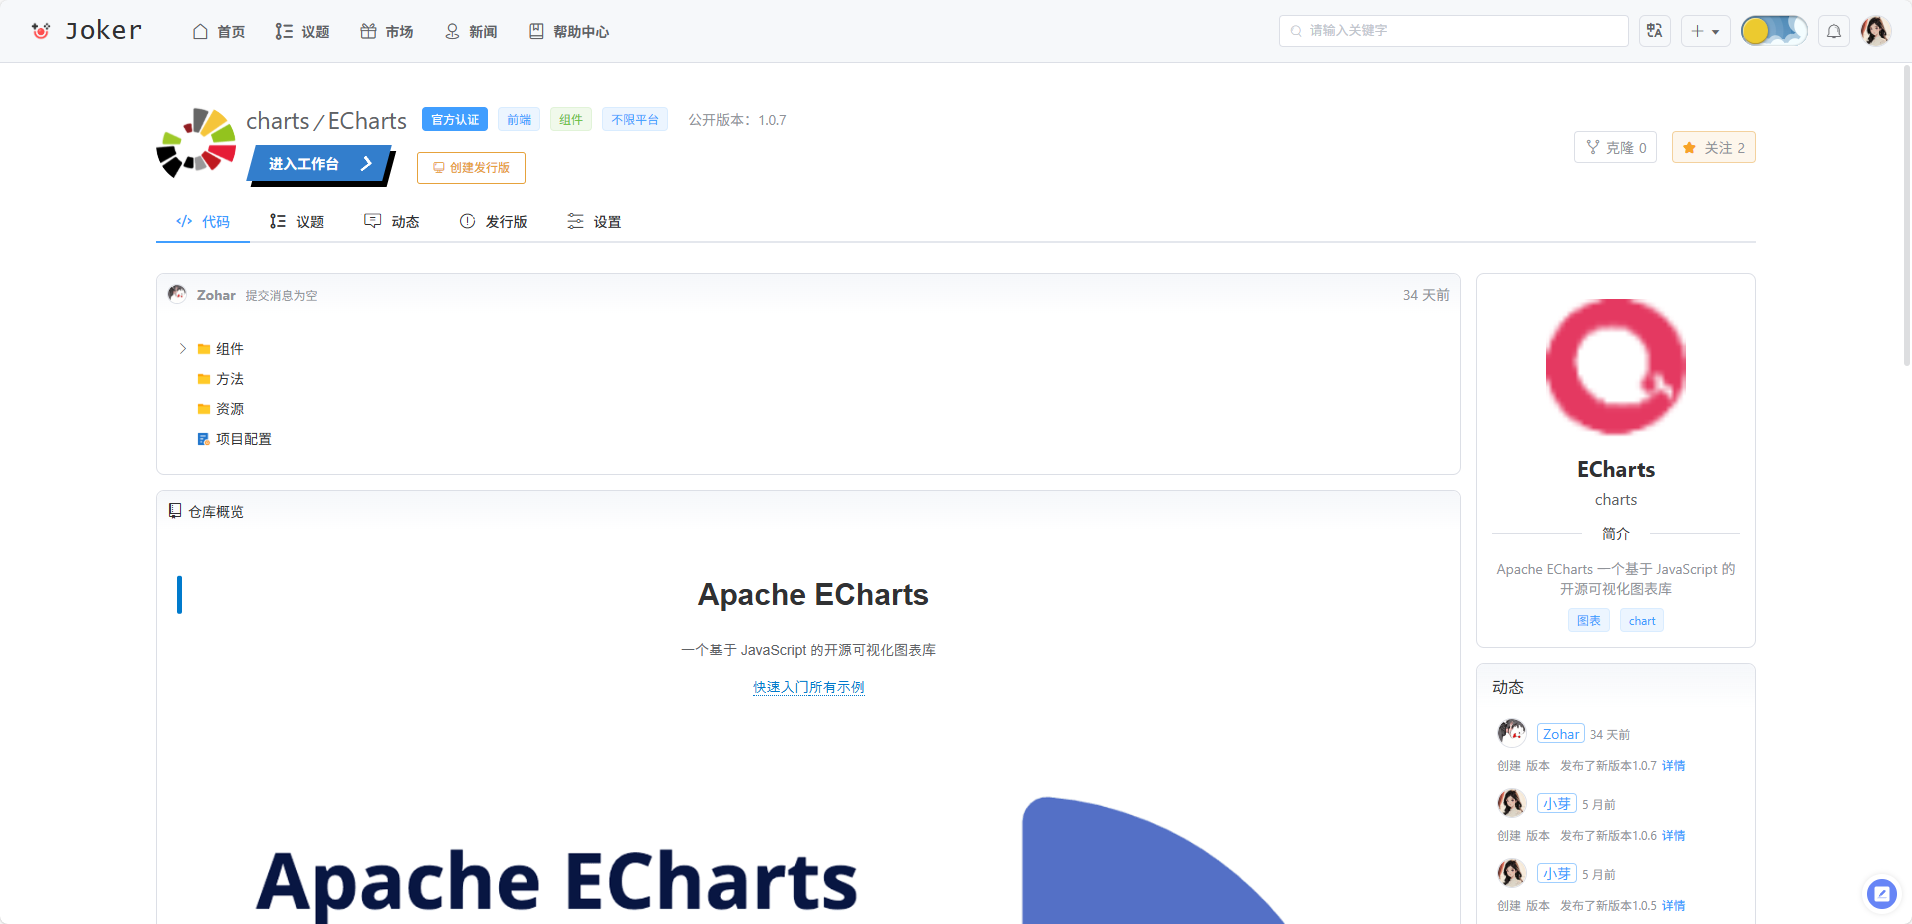 Joker 首页 议题 市场 新闻 帮助中心 请输入关键字
charts / ECharts 官方认证 前端 组件 不限平台 公开版本：1.0.7
进入工作台 创建发行版
克隆 0 关注 2
代码 议题 动态 发行版 设置
Zohar 提交消息为空 34 天前
组件
方法
资源
项目配置
仓库概览
Apache ECharts
一个基于 JavaScript 的开源可视化图表库
快速入门所有示例
Apache ECharts
ECharts
charts
简介
Apache ECharts 一个基于 JavaScript 的
开源可视化图表库
图表 chart
动态
Zohar 34 天前
创建 版本 发布了新版本1.0.7 详情
小芽 5 月前
创建 版本 发布了新版本1.0.6 详情
小芽 5 月前
创建 版本 发布了新版本1.0.5 详情